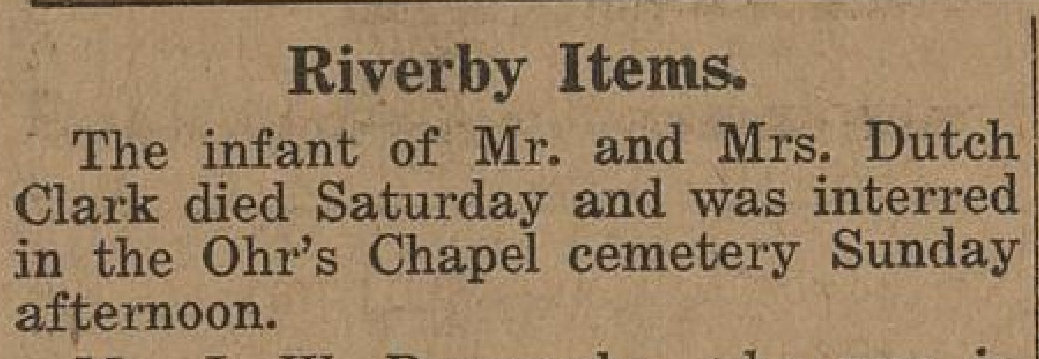 Riverby Items.
The infant of Mr. and Mrs. Dutch
Clark died Saturday and was interred
in the Ohr's Chapel cemetery Sunday
afternoon.